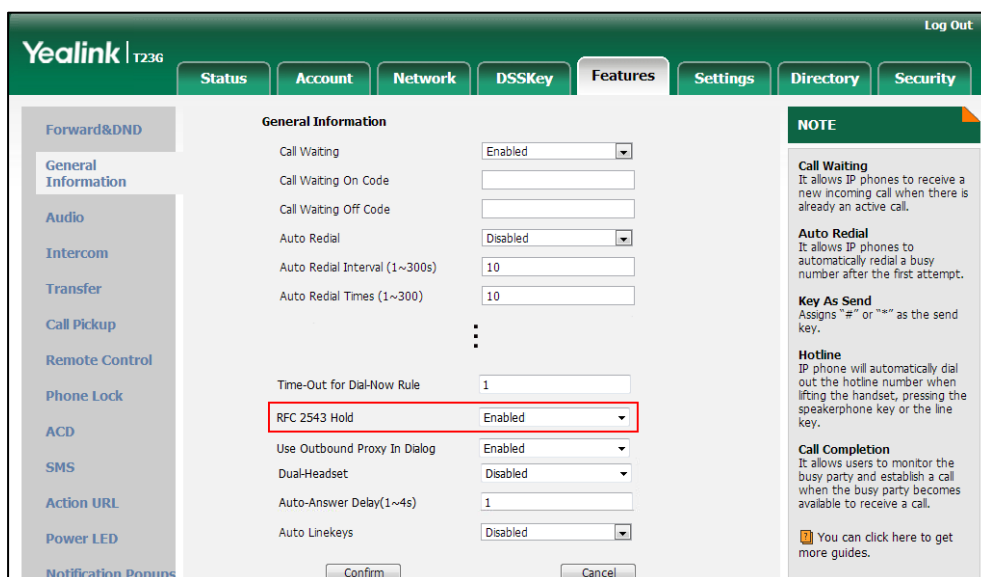 Log Out
Yealink T23G
Status Account Network DSSKey Features Settings Directory Security
Forward&DND
General
Information
Audio
Intercom
Transfer
Call Pickup
Remote Control
Phone Lock
ACD
SMS
Action URL
Power LED
Notification Popups
General Information
Call Waiting Enabled
Call Waiting On Code
Call Waiting Off Code
Auto Redial Disabled
Auto Redial Interval (1~300s) 10
Auto Redial Times (1~300) 10
Time-Out for Dial-Now Rule 1
RFC 2543 Hold Enabled
Use Outbound Proxy In Dialog Enabled
Dual-Headset Disabled
Auto-Answer Delay(1~4s) 1
Auto Linekeys Disabled
Confirm Cancel
NOTE
Call Waiting
It allows IP phones to receive a
new incoming call when there is
already an active call.
Auto Redial
It allows IP phones to
automatically redial a busy
number after the first attempt.
Key As Send
Assigns "#" or "*" as the send
key.
Hotline
IP phone will automatically dial
out the hotline number when
lifting the handset, pressing the
speakerphone key or the line
key.
Call Completion
It allows users to monitor the
busy party and establish a call
when the busy party becomes
available to receive a call.
You can click here to get
more guides.